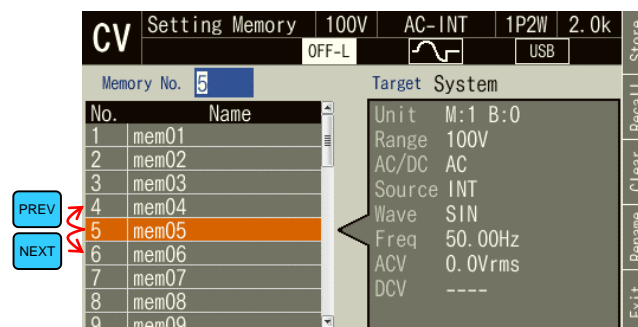 CV Setting Memory 100V AC-INT 1P2W 2.0k
OFF-L USB
Memory No. 5
Target System
No. Name
1 mem01
2 mem02
3 mem03
4 mem04
5 mem05
6 mem06
7 mem07
8 mem08
9 mem09
Unit M:1 B:0
Range 100V
AC/DC AC
Source INT
Wave SIN
Freq 50.00Hz
ACV 0.0Vrms
DCV ----
PREV
NEXT
Store
Recall
Clear
Rename
Exit